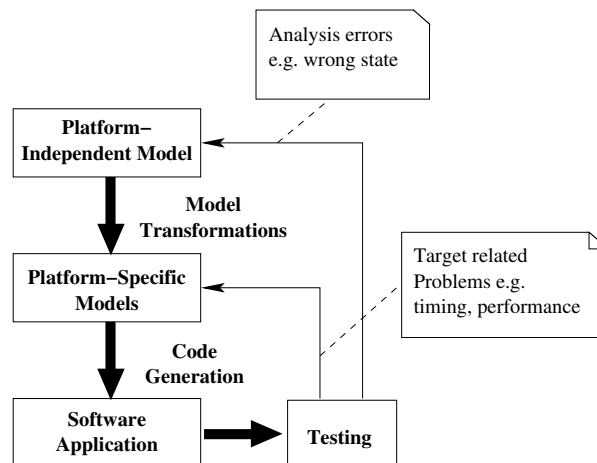 Analysis errors
e.g. wrong state
Platform−
Independent Model
Model
Transformations
Target related
Problems e.g.
timing, performance
Platform−Specific
Models
Code
Generation
Software
Application
Testing